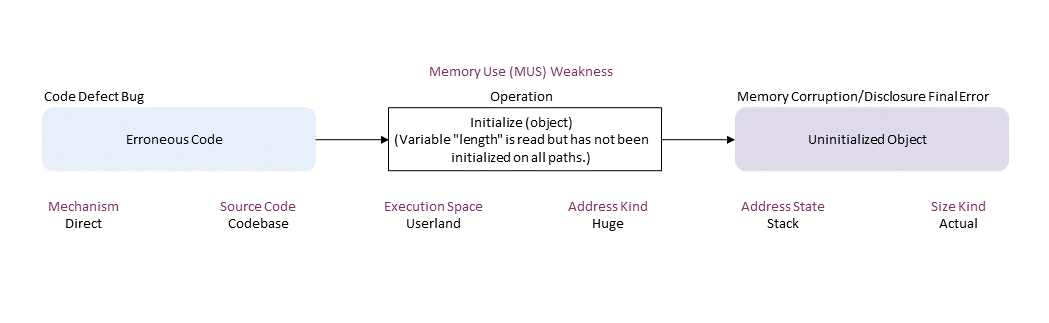 Memory Use (MUS) Weakness
Code Defect Bug
Operation
Memory Corruption/Disclosure Final Error
Erroneous Code
Initialize (object)
(Variable "length" is read but has not been
initialized on all paths.)
Uninitialized Object
Mechanism
Direct
Source Code
Codebase
Execution Space
Userland
Address Kind
Huge
Address State
Stack
Size Kind
Actual